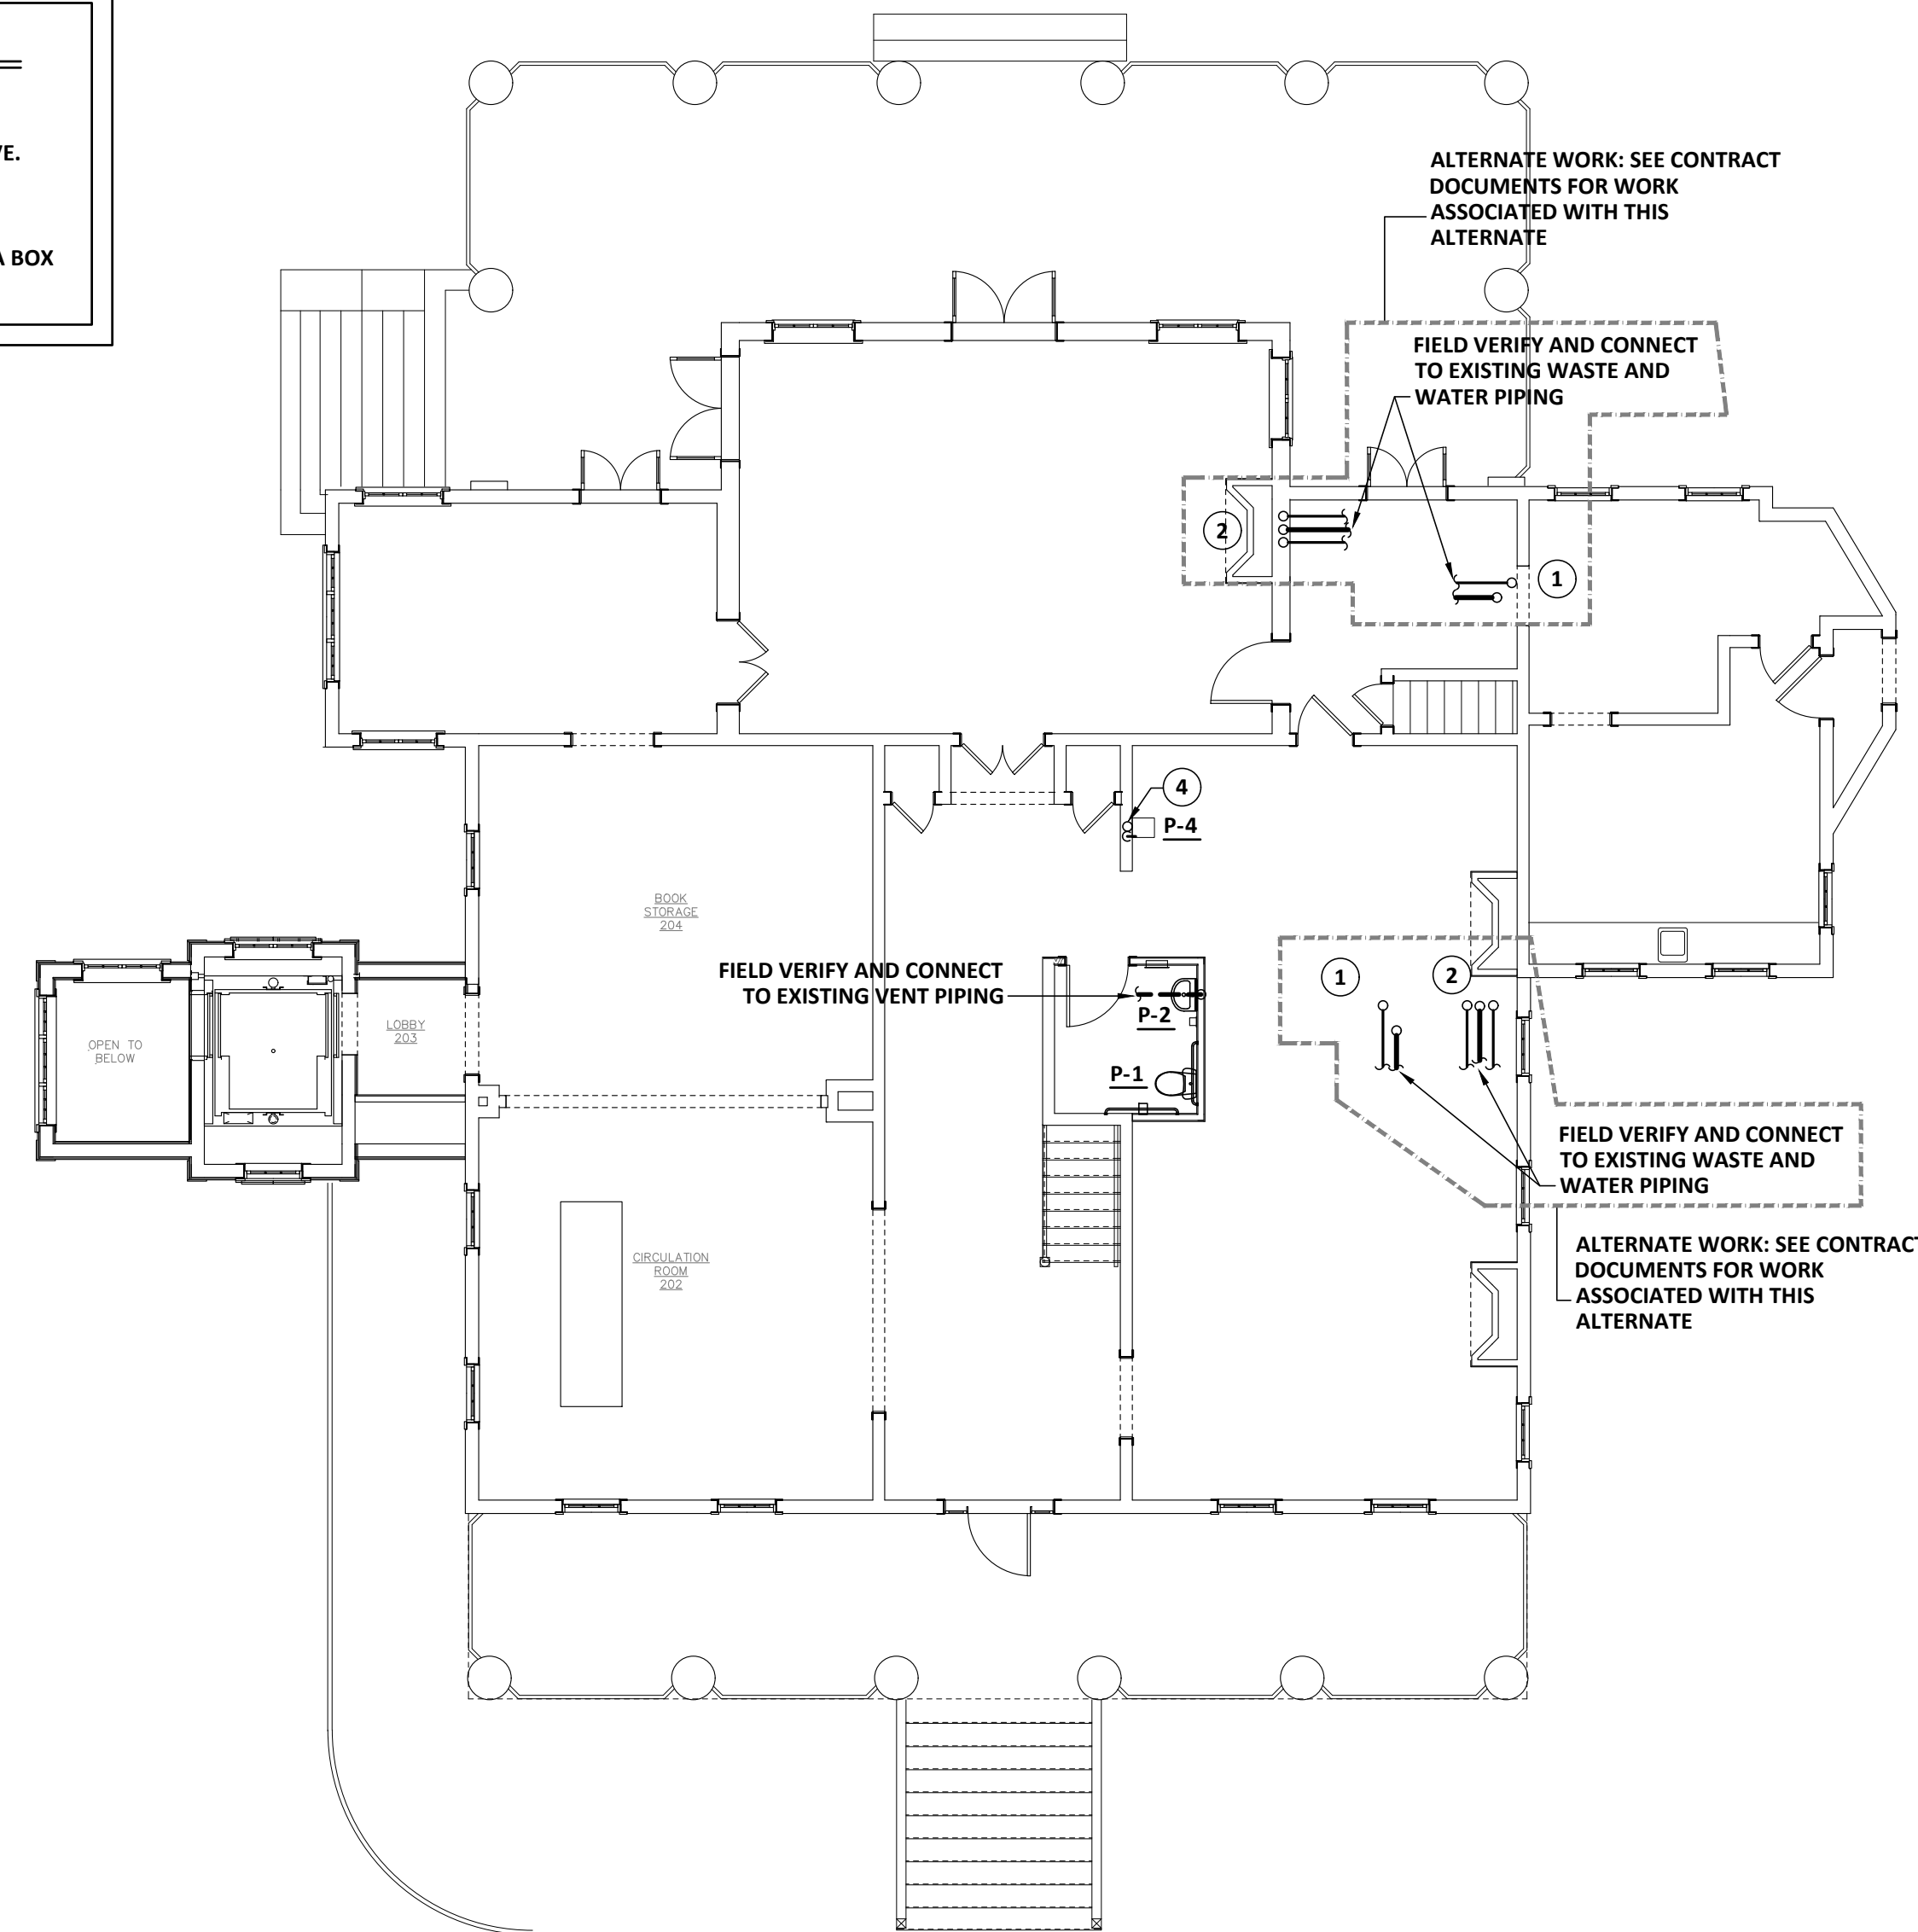 A BOX
ALTERNATE WORK: SEE CONTRACT
DOCUMENTS FOR WORK
ASSOCIATED WITH THIS
ALTERNATE
FIELD VERIFY AND CONNECT
TO EXISTING WASTE AND
WATER PIPING
2
1
4
P-4
BOOK
STORAGE
204
FIELD VERIFY AND CONNECT
TO EXISTING VENT PIPING
P-2
P-1
1
2
LOBBY
203
OPEN TO
BELOW
FIELD VERIFY AND CONNECT
TO EXISTING WASTE AND
WATER PIPING
CIRCULATION
ROOM
202
ALTERNATE WORK: SEE CONTRACT
DOCUMENTS FOR WORK
ASSOCIATED WITH THIS
ALTERNATE